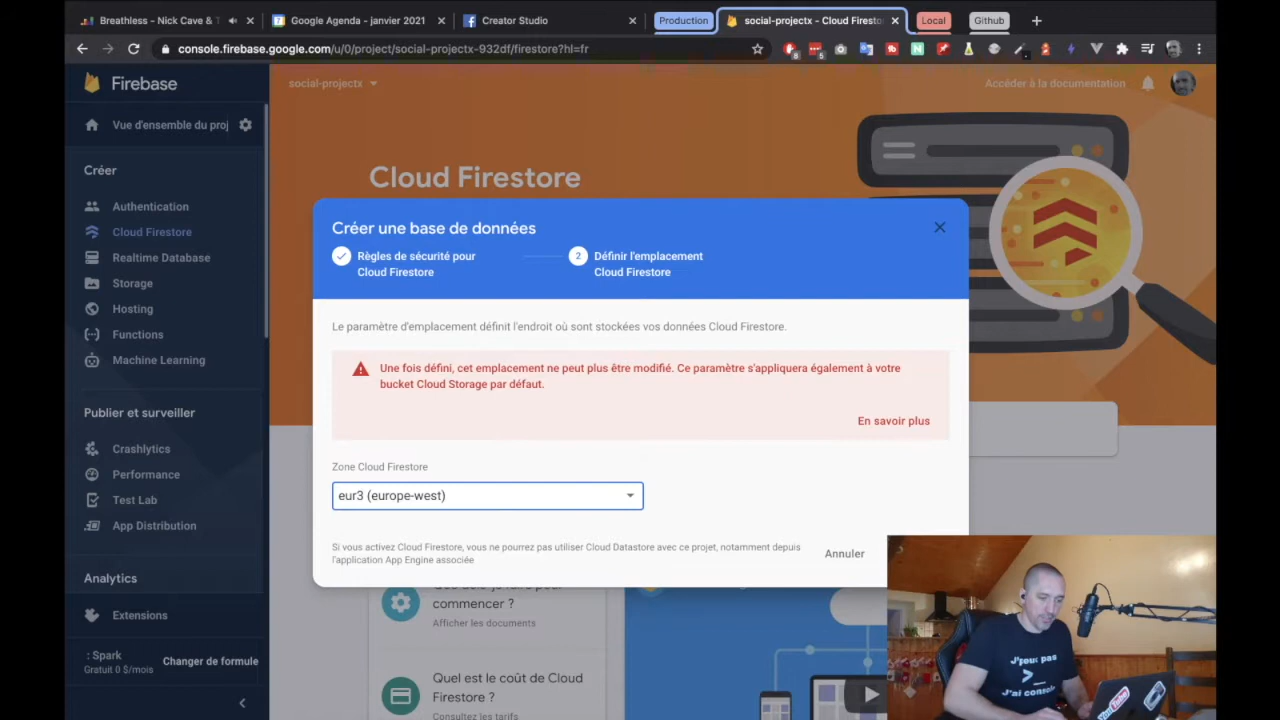 Breathless - Nick Cave & T
Google Agenda - janvier 2021
Creator Studio
Production
social-projectx - Cloud Firesto
Local
Github
console.firebase.google.com/u/0/project/social-projectx-932df/firestore?hl=fr
Firebase
social-projectx
Accéder à la documentation
Vue d'ensemble du proj
Créer
Authentication
Cloud Firestore
Realtime Database
Storage
Hosting
Functions
Machine Learning
Publier et surveiller
Crashlytics
Performance
Test Lab
App Distribution
Analytics
Extensions
: Spark
Gratuit 0 $/mois
Changer de formule
Cloud Firestore
Créer une base de données
Règles de sécurité pour
Cloud Firestore
2
Définir l'emplacement
Cloud Firestore
Le paramètre d'emplacement définit l'endroit où sont stockées vos données Cloud Firestore.
Une fois défini, cet emplacement ne peut plus être modifié. Ce paramètre s'appliquera également à votre
bucket Cloud Storage par défaut.
En savoir plus
Zone Cloud Firestore
eur3 (europe-west)
Si vous activez Cloud Firestore, vous ne pourrez pas utiliser Cloud Datastore avec ce projet, notamment depuis
l'application App Engine associée
Annuler
commencer ?
Afficher les documents
Quel est le coût de Cloud
Firestore ?
Consultez les tarifs
J'peux pas
>_
J'ai console
YouTube